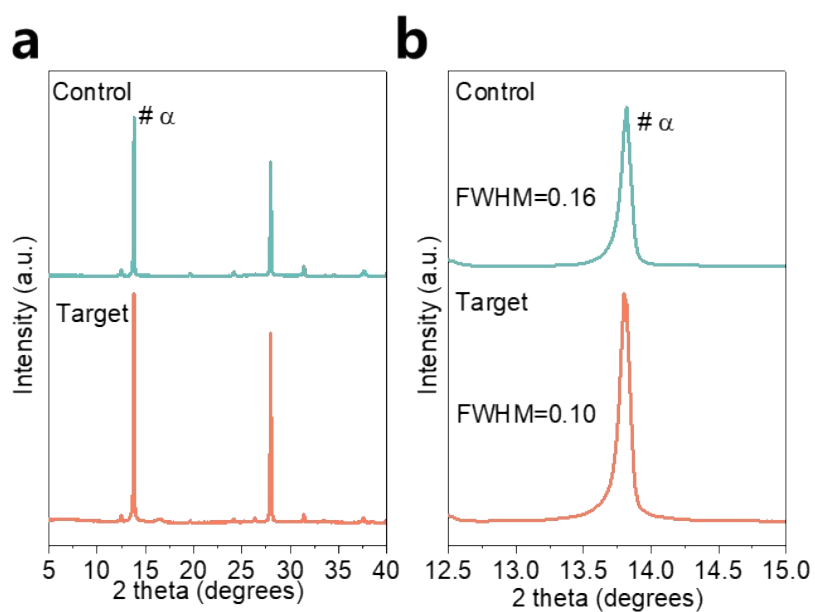 a
Control
# α
Target
Intensity (a.u.)
5 10 15 20 25 30 35 40
2 theta (degrees)
b
Control
# α
FWHM=0.16
Target
FWHM=0.10
Intensity (a.u.)
12.5 13.0 13.5 14.0 14.5 15.0
2 theta (degrees)